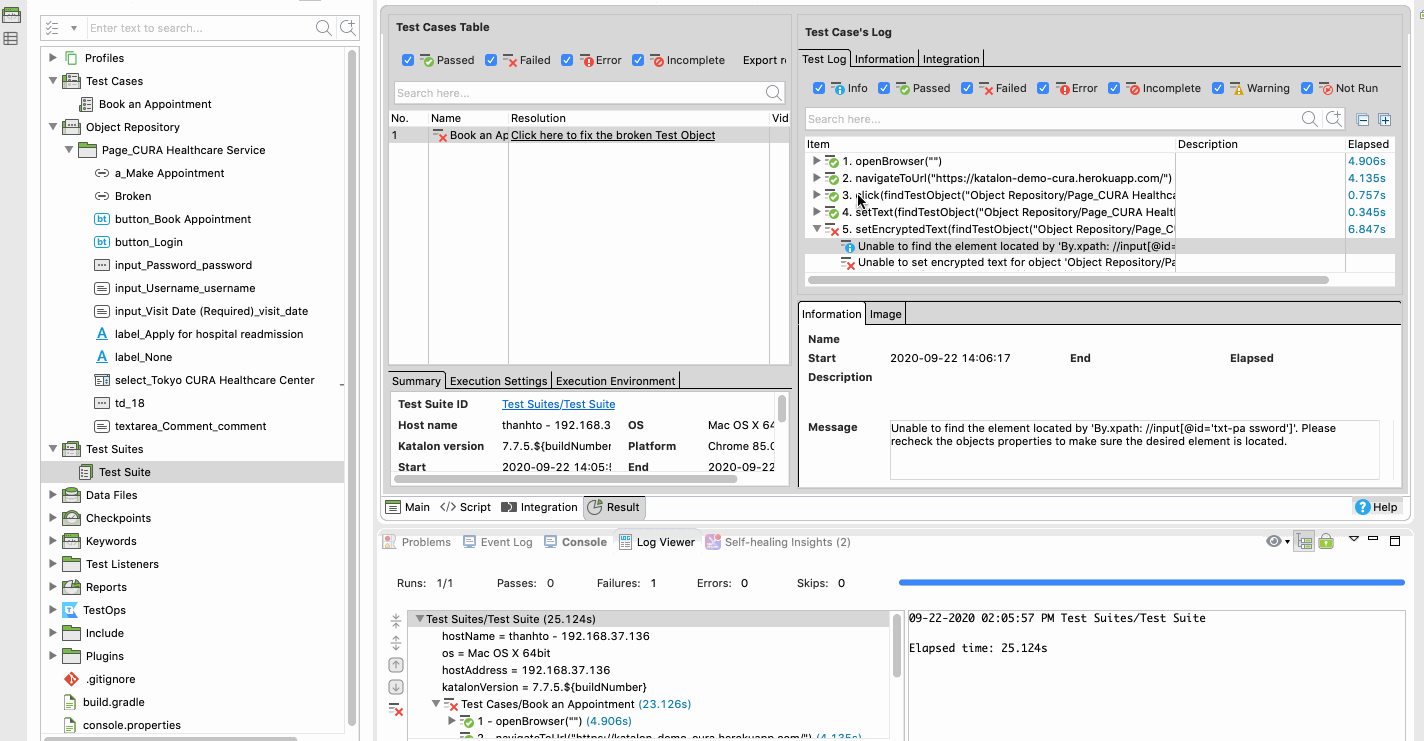 Enter text to search...
Profiles
Test Cases
Book an Appointment
Object Repository
Page_CURA Healthcare Service
a_Make Appointment
Broken
bt button_Book Appointment
bt button_Login
input_Password_password
input_Username_username
input_Visit Date (Required)_visit_date
A label_Apply for hospital readmission
A label_None
select_Tokyo CURA Healthcare Center
td_18
textarea_Comment_comment
Test Suites
Test Suite
Data Files
Checkpoints
Keywords
Test Listeners
Reports
TestOps
Include
Plugins
.gitignore
build.gradle
console.properties
Test Cases Table
Passed Failed Error Incomplete Export r
Search here...
No. Name Resolution Vid
1 Book an Ap Click here to fix the broken Test Object
Summary Execution Settings Execution Environment
Test Suite ID Test Suites/Test Suite
Host name thanhto - 192.168.3 OS Mac OS X 64
Katalon version 7.7.5.${buildNumber Platform Chrome 85.0
Start 2020-09-22 14:05:5 End 2020-09-22
Test Case's Log
Test Log Information Integration
Info Passed Failed Error Incomplete Warning Not Run
Search here...
Item Description Elapsed
1. openBrowser("") 4.906s
2. navigateToUrl("https://katalon-demo-cura.herokuapp.com/") 4.135s
3. click(findTestObject("Object Repository/Page_CURA Healthca 0.757s
4. setText(findTestObject("Object Repository/Page_CURA Healt 0.345s
5. setEncryptedText(findTestObject("Object Repository/Page_C 6.847s
Unable to find the element located by 'By.xpath: //input[@id=
Unable to set encrypted text for object 'Object Repository/Pa
Information Image
Name
Start 2020-09-22 14:06:17 End Elapsed
Description
Message Unable to find the element located by 'By.xpath: //input[@id='txt-pa ssword']'. Please
recheck the objects properties to make sure the desired element is located.
Main </> Script Integration Result ? Help
Problems Event Log Console Log Viewer Self-healing Insights (2)
Runs: 1/1 Passes: 0 Failures: 1 Errors: 0 Skips: 0
Test Suites/Test Suite (25.124s)
hostName = thanhto - 192.168.37.136
os = Mac OS X 64bit
hostAddress = 192.168.37.136
katalonVersion = 7.7.5.${buildNumber}
Test Cases/Book an Appointment (23.126s)
1 - openBrowser("") (4.906s)
2 - navigateToUrl("https://katalon-demo-cura.herokuapp.com/") (4.135s)
09-22-2020 02:05:57 PM Test Suites/Test Suite
Elapsed time: 25.124s